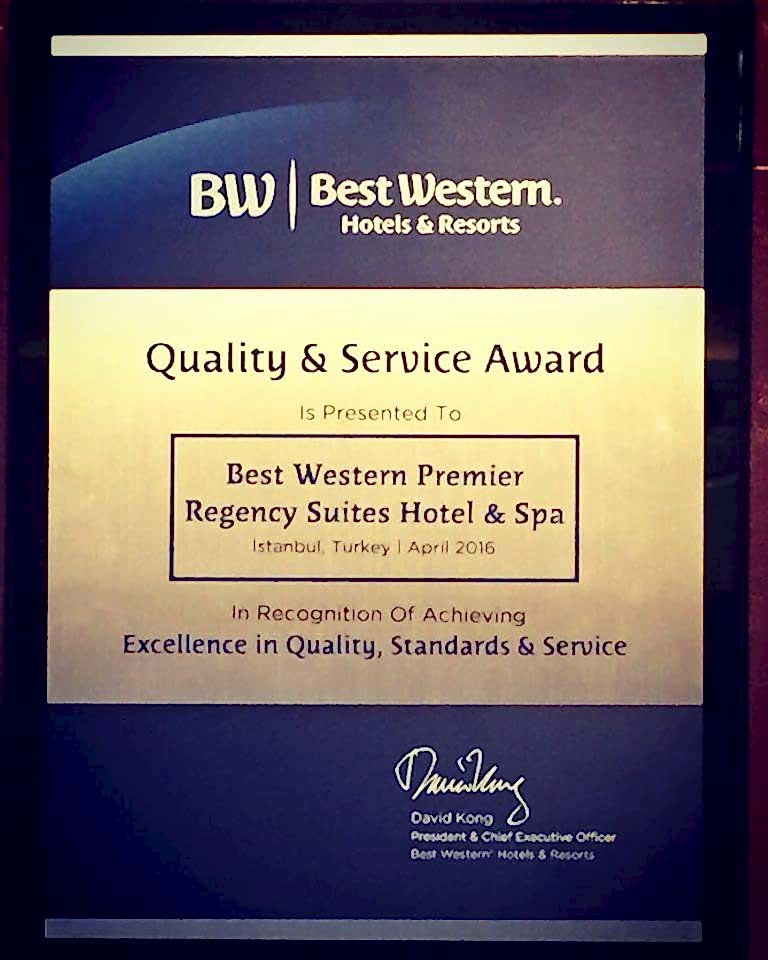 BW | Best Western.
Hotels & Resorts
Quality & Service Award
Is Presented To
Best Western Premier
Regency Suites Hotel & Spa
Istanbul, Turkey | April 2016
In Recognition Of Achieving
Excellence in Quality, Standards & Service
David Kong
David Kong
President & Chief Executive Officer
Best Western® Hotels & Resorts